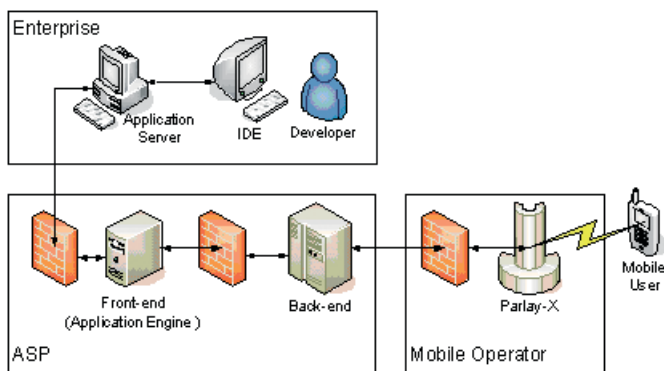 Enterprise
Application
Server
IDE
Developer
Front-end
(Application Engine)
Back-end
Parlay-X
Mobile
User
ASP
Mobile Operator